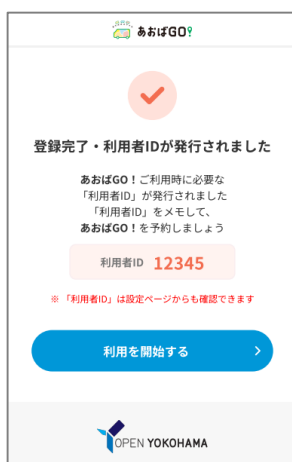 あおばGO!
登録完了・利用者IDが発行されました
あおばGO！ご利用時に必要な
「利用者ID」が発行されました
「利用者ID」をメモして、
あおばGO！を予約しましょう
利用者ID 12345
※ 「利用者ID」は設定ページからも確認できます
利用を開始する
OPEN YOKOHAMA